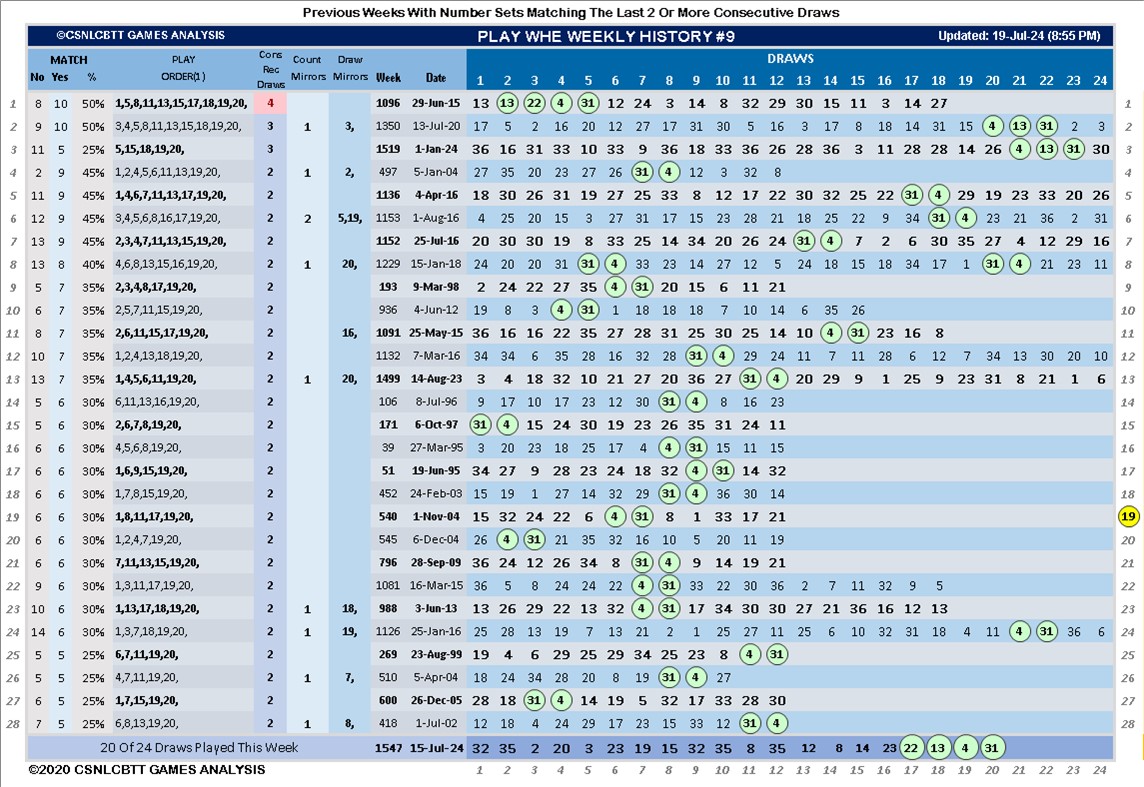 Previous Weeks With Number Sets Matching The Last 2 Or More Consecutive Draws
©CSNLCBTT GAMES ANALYSIS PLAY WHE WEEKLY HISTORY #9 Updated: 19-Jul-24 (8:55 PM)
MATCH PLAY Cons Count Draw DRAWS
No Yes % ORDER(1) Rec Draws Mirrors Mirrors Week Date 1 2 3 4 5 6 7 8 9 10 11 12 13 14 15 16 17 18 19 20 21 22 23 24
1 8 10 50% 1,5,8,11,13,15,17,18,19,20, 4 1096 29-Jun-15 13 13 22 4 31 12 24 3 14 8 32 29 30 15 11 3 14 27 1
2 9 10 50% 3,4,5,8,11,13,15,18,19,20, 3 1 3, 1350 13-Jul-20 17 5 2 16 20 12 27 17 31 30 5 16 3 17 8 18 14 31 15 4 13 22 2 3 2
3 11 5 25% 5,15,18,19,20, 3 1519 1-Jan-24 36 16 31 33 10 33 9 36 18 33 36 26 28 36 3 11 28 28 14 26 4 13 31 30 3
4 2 9 45% 1,2,4,5,6,11,13,19,20, 2 1 2, 497 5-Jan-04 27 35 20 23 27 26 31 4 12 3 32 8 4
5 11 9 45% 1,4,6,7,11,13,17,19,20, 2 1136 4-Apr-16 18 30 26 31 19 27 25 33 8 12 17 22 30 32 25 10 31 4 29 19 23 33 20 26 5
6 12 9 45% 3,4,5,6,8,16,17,19,20, 2 2 5,19, 1153 1-Aug-16 4 25 20 15 3 27 31 17 15 23 28 21 18 25 22 9 34 31 4 23 21 36 2 31 6
7 13 9 45% 2,3,4,7,11,13,15,19,20, 2 1152 25-Jul-16 20 30 30 19 8 33 25 14 34 20 26 24 31 4 7 2 6 30 35 27 4 12 29 16 7
8 13 8 40% 4,6,8,13,15,16,19,20, 2 1 20, 1229 15-Jan-18 24 20 20 31 31 4 33 23 14 27 12 5 24 18 15 18 34 17 1 31 4 21 23 11 8
9 5 7 35% 2,3,4,8,17,19,20, 2 193 9-Mar-98 2 24 22 27 35 4 31 20 15 6 11 21 9
10 5 7 35% 2,5,7,11,15,19,20, 2 936 4-Jun-12 19 8 5 4 31 1 18 18 18 7 10 14 6 35 26 10
11 8 7 35% 2,6,11,15,17,19,20, 2 16, 1091 25-May-15 36 16 16 22 35 27 28 31 25 30 25 14 10 4 31 23 16 8 11
12 10 7 35% 1,2,4,13,18,19,20, 2 1132 7-Mar-16 34 34 6 35 28 16 32 28 31 4 29 24 11 7 11 28 6 12 7 34 13 30 20 10 12
13 13 7 35% 1,4,5,6,11,19,20, 2 1 20, 1499 14-Aug-23 3 4 18 32 10 21 27 20 36 27 31 4 20 29 9 1 25 9 23 31 8 21 1 6 13
14 5 6 30% 6,11,13,16,19,20, 2 106 8-Jul-96 9 17 10 17 23 12 30 31 4 8 16 23 14
15 5 6 30% 2,6,7,8,19,20, 2 171 6-Oct-97 31 4 15 24 30 19 23 26 35 31 24 11 15
16 6 6 30% 4,5,6,8,19,20, 2 39 27-Mar-95 3 20 23 18 25 17 4 4 31 15 11 15 16
17 6 6 30% 1,6,9,15,19,20, 2 51 19-Jun-95 34 27 9 28 23 24 18 32 4 31 14 32 17
18 6 6 30% 1,7,8,15,19,20, 2 452 24-Feb-03 15 19 1 27 14 32 29 31 4 36 30 14 18
19 6 6 30% 1,8,11,17,19,20, 2 540 1-Nov-04 15 32 24 22 6 4 31 8 1 33 17 21 19
20 6 6 30% 1,2,4,7,19,20, 2 545 6-Dec-04 26 4 31 21 35 32 16 10 5 20 11 19 20
21 6 6 30% 7,11,13,15,19,20, 2 796 28-Sep-09 36 24 12 26 34 8 31 4 9 14 19 21 21
22 9 6 30% 1,3,11,17,19,20, 2 1081 16-Mar-15 36 5 8 24 24 22 4 31 33 22 30 36 2 7 11 32 9 5 22
23 10 6 30% 1,13,17,18,19,20, 2 1 18, 988 3-Jun-13 13 26 29 22 13 32 4 31 17 34 30 30 27 21 36 16 12 13 23
24 14 6 30% 1,3,7,18,19,20, 2 1 19, 1126 25-Jan-16 25 28 13 19 7 13 21 2 1 25 27 11 25 6 10 32 31 18 4 11 4 31 36 6 24
25 5 5 25% 6,7,11,19,20, 2 269 23-Aug-99 19 4 6 29 25 29 34 25 23 8 4 31 25
26 5 5 25% 4,7,11,19,20, 2 1 7, 510 5-Apr-04 18 24 34 28 20 8 19 31 4 27 26
27 6 5 25% 1,7,15,19,20, 2 600 26-Dec-05 28 18 31 4 14 19 5 32 17 33 28 30 27
28 7 5 25% 6,8,13,19,20, 2 1 8, 418 1-Jul-02 12 18 4 24 29 17 23 15 33 12 31 4 28
20 Of 24 Draws Played This Week 1547 15-Jul-24 32 35 2 20 3 23 19 15 32 35 8 35 12 8 14 23 22 13 4 31
©2020 CSNLCBTT GAMES ANALYSIS 1 2 3 4 5 6 7 8 9 10 11 12 13 14 15 16 17 18 19 20 21 22 23 24